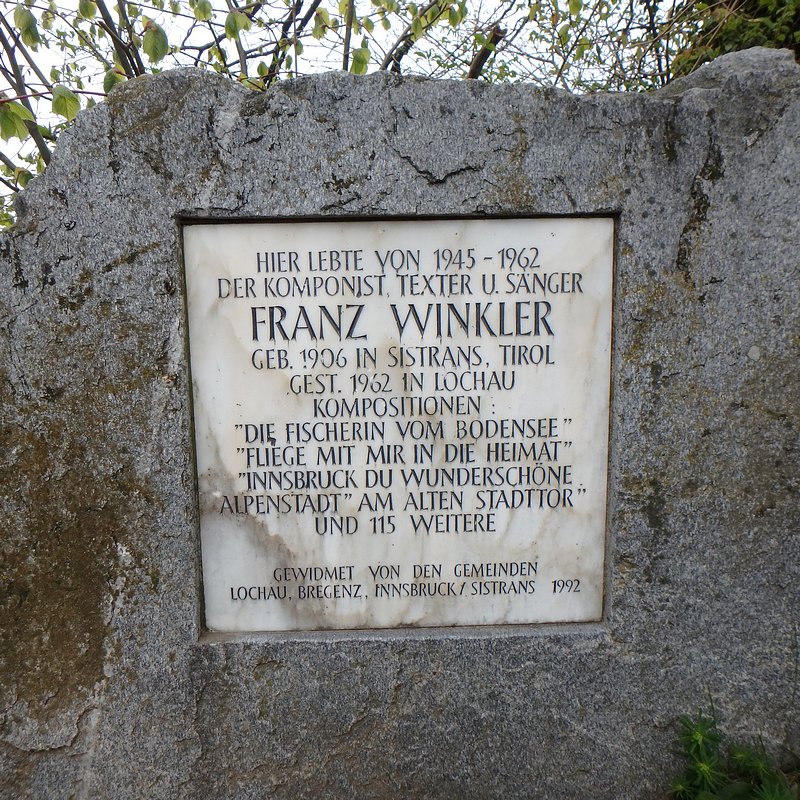 HIER LEBTE VON 1945 - 1962
DER KOMPONIST, TEXTER U. SÄNGER
FRANZ WINKLER
GEB. 1906 IN SISTRANS, TIROL
GEST. 1962 IN LOCHAU
KOMPOSITIONEN :
"DIE FISCHERIN VOM BODENSEE"
"FLIEGE MIT MIR IN DIE HEIMAT"
"INNSBRUCK DU WUNDERSCHÖNE
ALPENSTADT" AM ALTEN STADTTOR"
UND 115 WEITERE
GEWIDMET VON DEN GEMEINDEN
LOCHAU, BREGENZ, INNSBRUCK / SISTRANS 1992